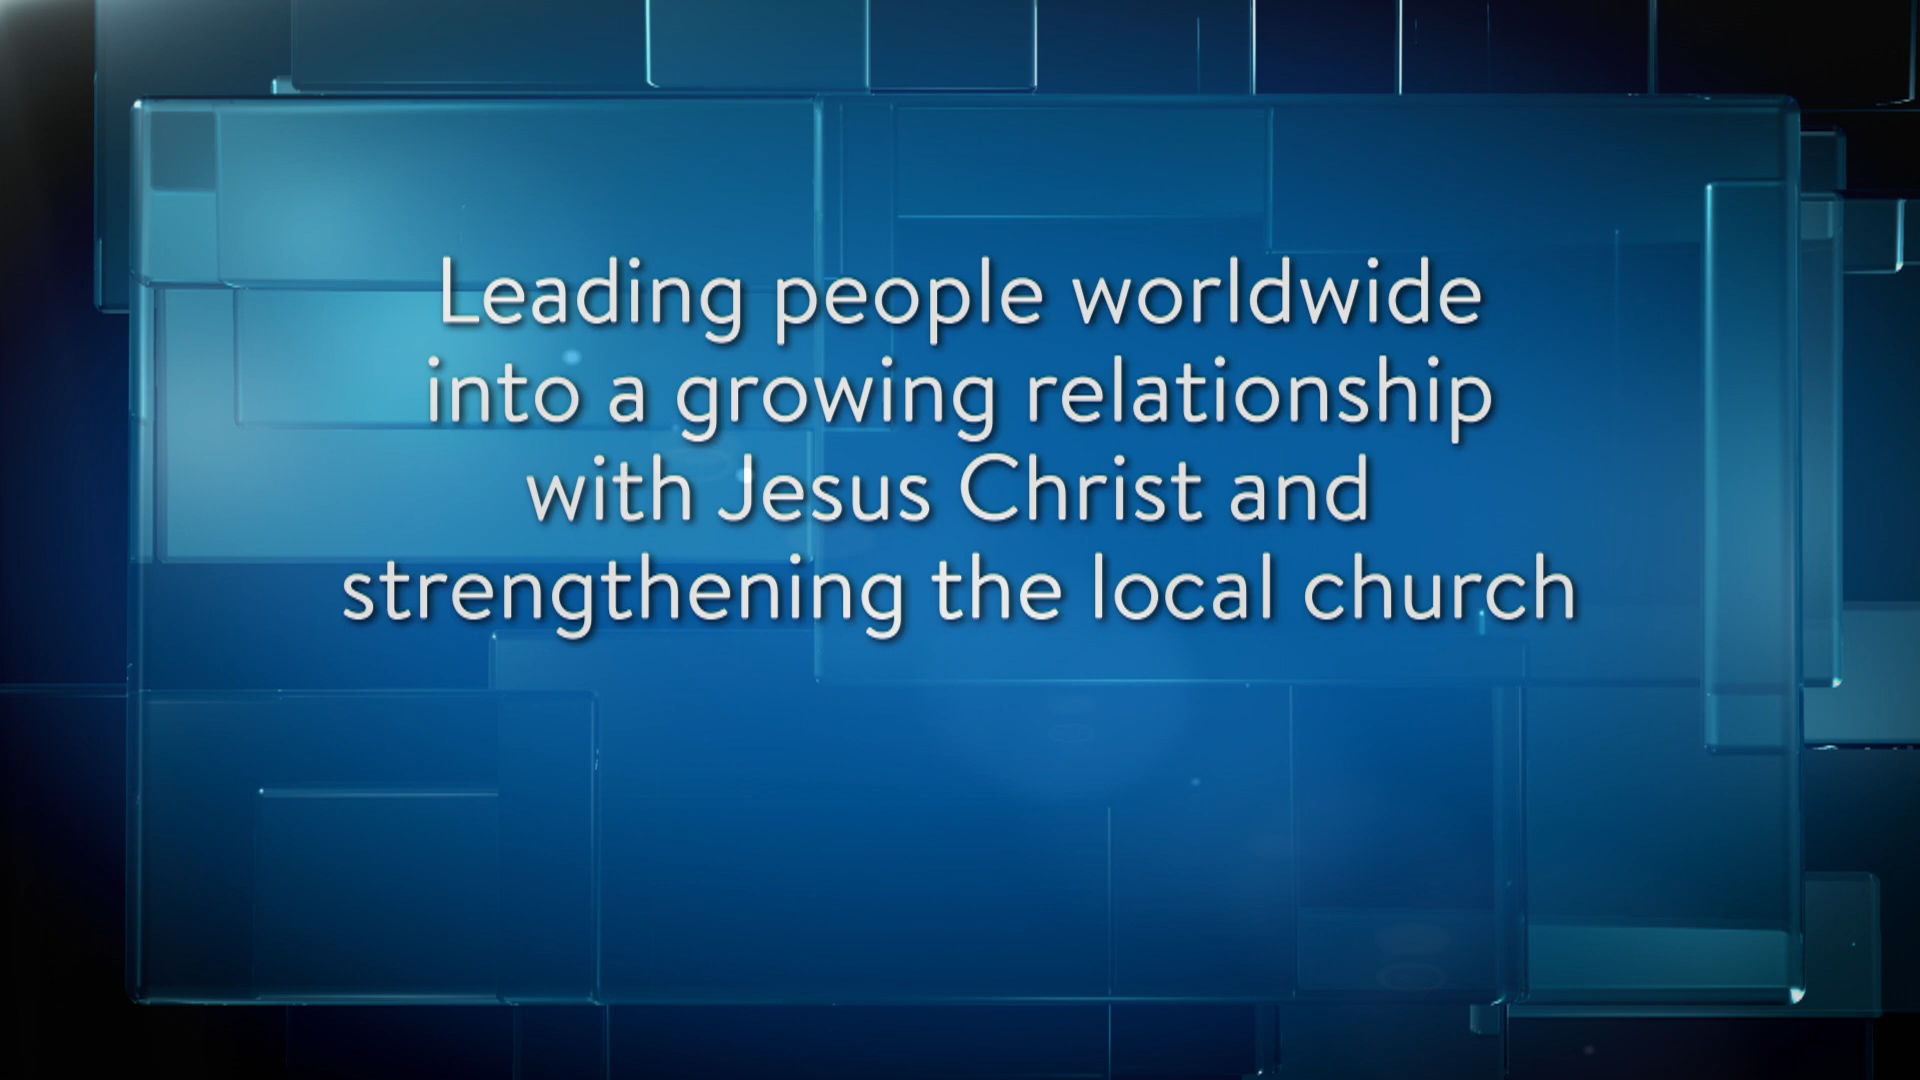 Leading people worldwide
into a growing relationship
with Jesus Christ and
strengthening the local church